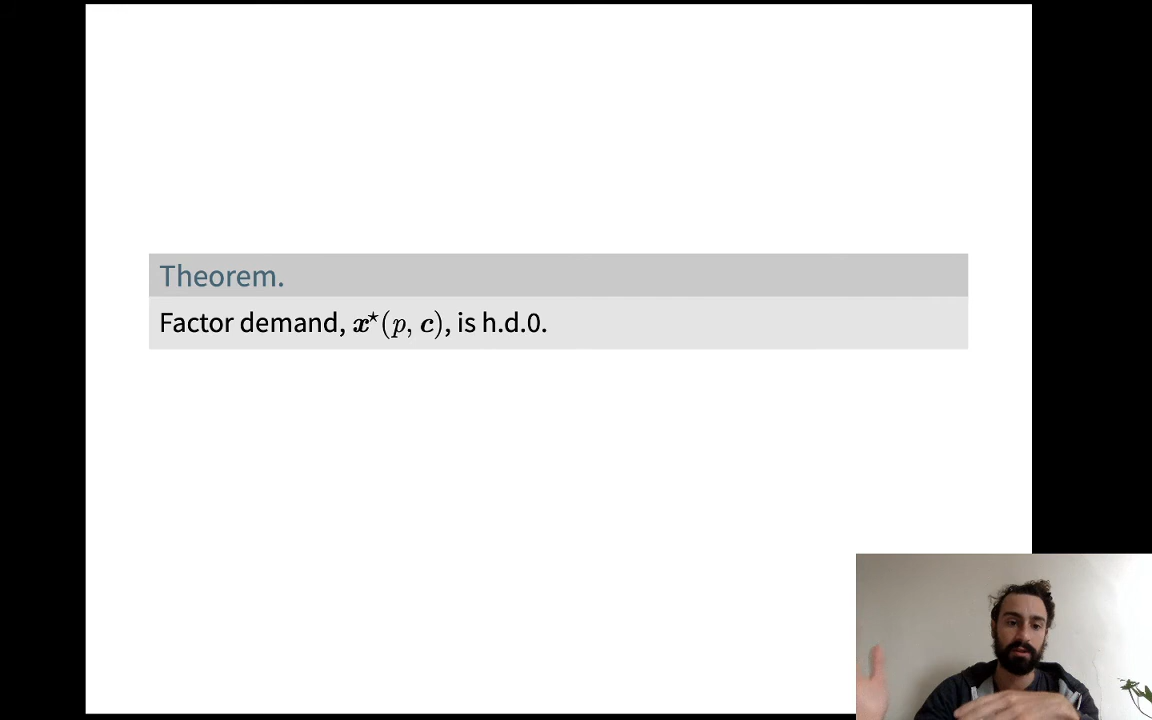 Theorem.
Factor demand, x⋆(p, c), is h.d.0.